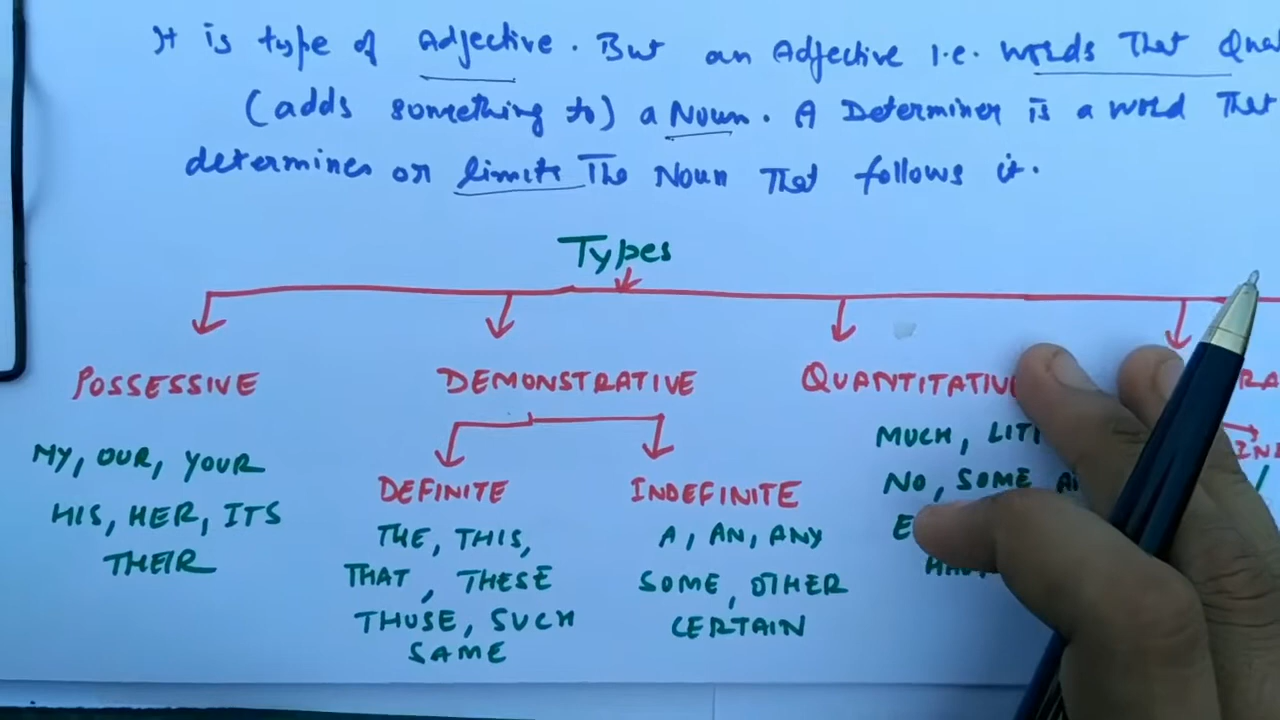 It is type of Adjective. But an Adjective i.e. words That
(adds something to) a Noun. A Determiner is a word That
determines or limits The Noun That follows it.
Types
POSSESSIVE DEMONSTRATIVE
MY, OUR, YOUR
HIS, HER, ITS
THEIR
DEFINITE INDEFINITE
THE, THIS,
THAT, THESE
THOSE, SUCH
SAME
A, AN, ANY
SOME, OTHER
CERTAIN
MUCH,
NO, SOME